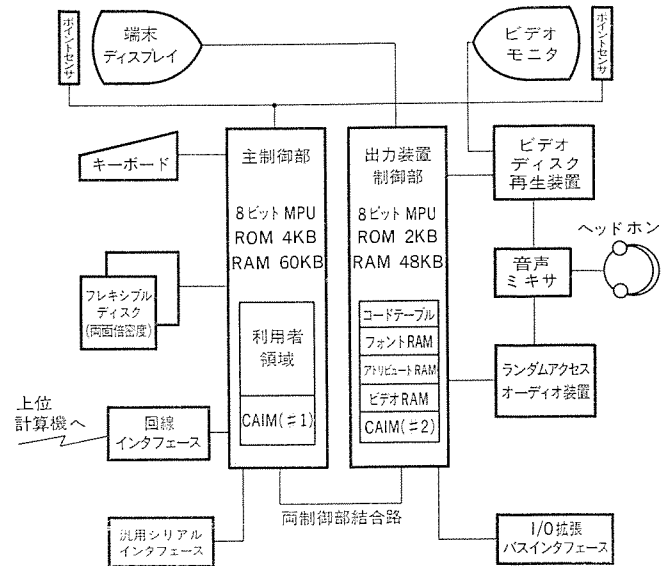 ポイントセンサ
端末
ディスプレイ
ビデオ
モニタ
ポイントセンサ
キーボード
主制御部
8ビット MPU
ROM 4KB
RAM 60KB
利用者
領域
CAIM(♯1)
出力装置
制御部
8ビット MPU
ROM 2KB
RAM 48KB
コードテーブル
フォントRAM
アトリビュートRAM
ビデオRAM
CAIM(♯2)
ビデオ
ディスク
再生装置
ヘッドホン
音声
ミキサ
フレキシブル
ディスク
(両面倍密度)
ランダムアクセス
オーディオ装置
上位
計算機へ
回線
インタフェース
両制御部結合路
汎用シリアル
インタフェース
I/O拡張
バスインタフェース